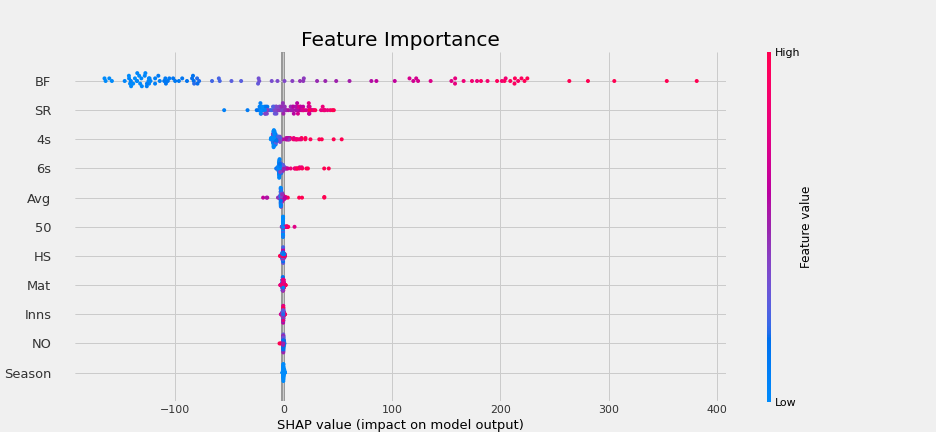 Feature Importance
High
BF
SR
4s
6s
Avg
50
HS
Mat
Inns
NO
Season
Feature value
Low
−100 0 100 200 300 400
SHAP value (impact on model output)